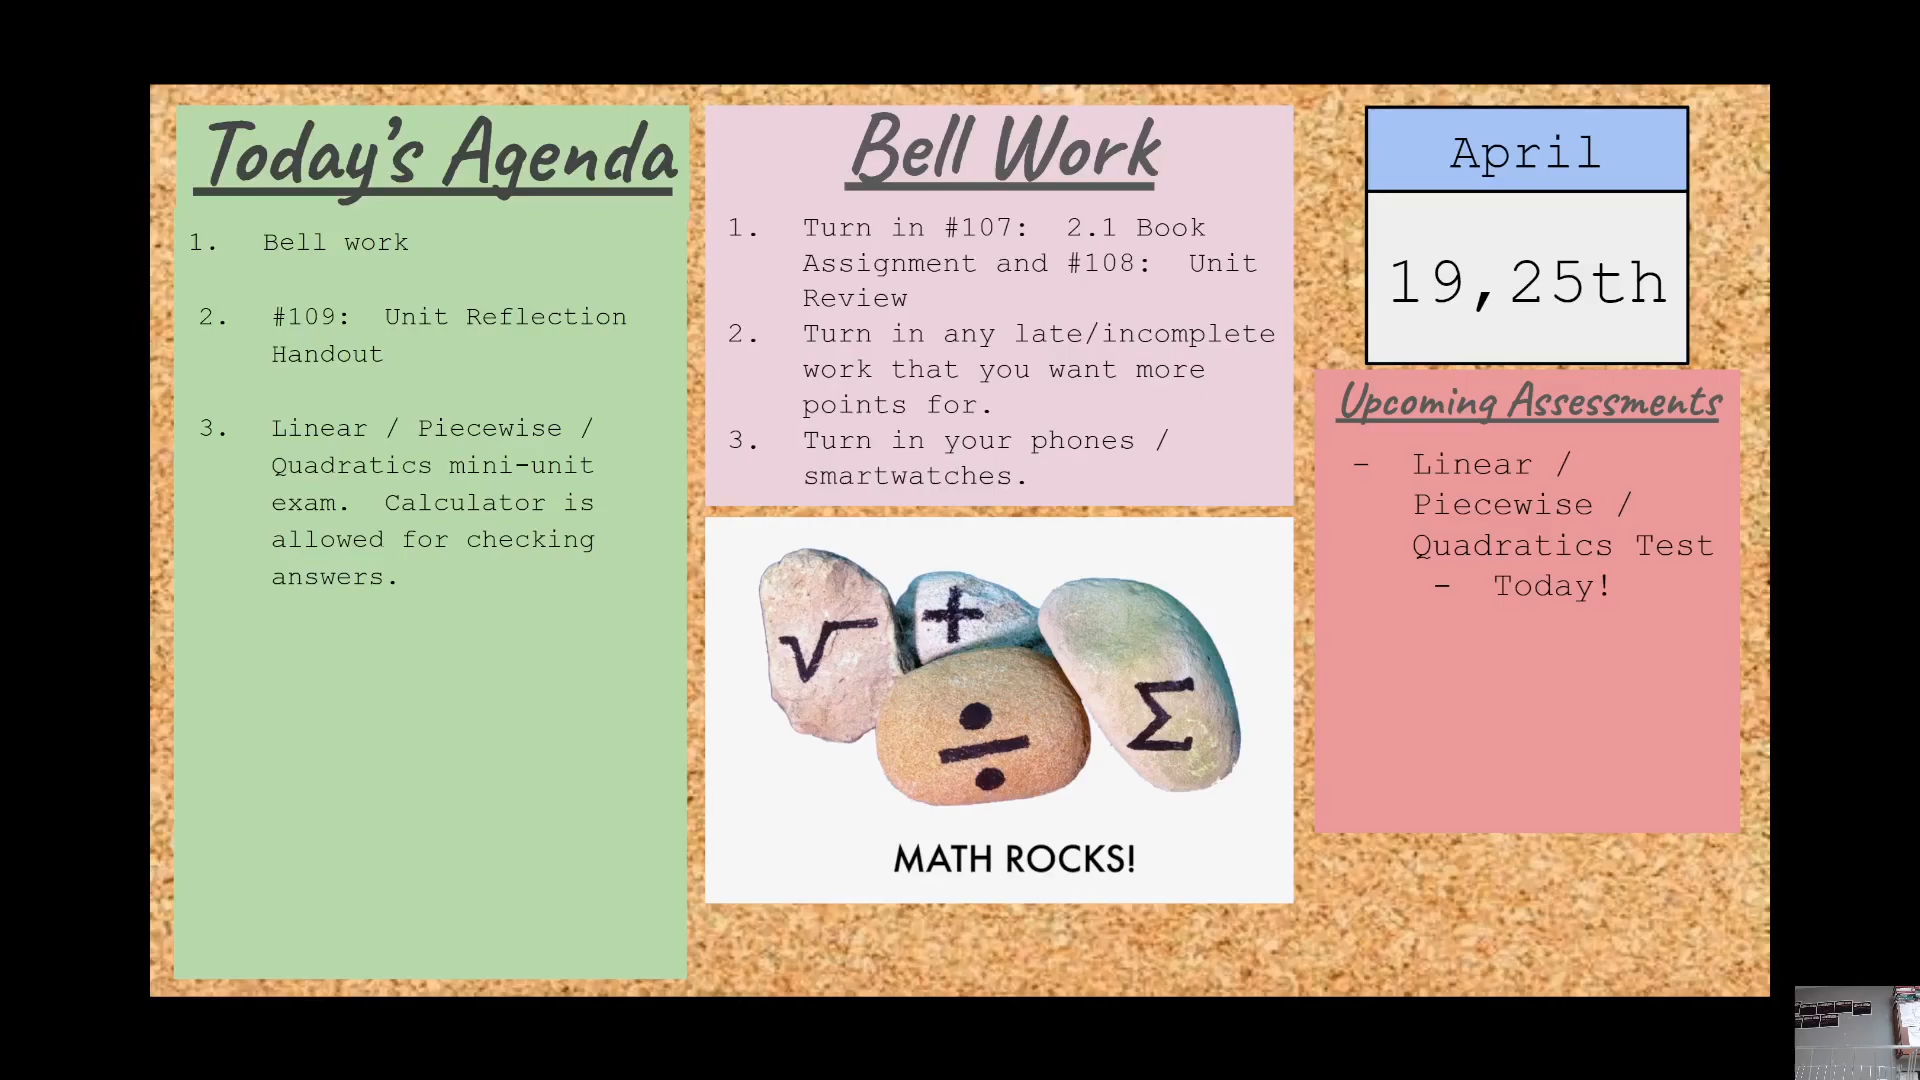 Today's Agenda
1. Bell work
2. #109: Unit Reflection
Handout
3. Linear / Piecewise /
Quadratics mini-unit
exam. Calculator is
allowed for checking
answers.
Bell Work
1. Turn in #107: 2.1 Book
Assignment and #108: Unit
Review
2. Turn in any late/incomplete
work that you want more
points for.
3. Turn in your phones /
smartwatches.
√
+
÷
Σ
MATH ROCKS!
April
19,25th
Upcoming Assessments
- Linear /
Piecewise /
Quadratics Test
- Today!